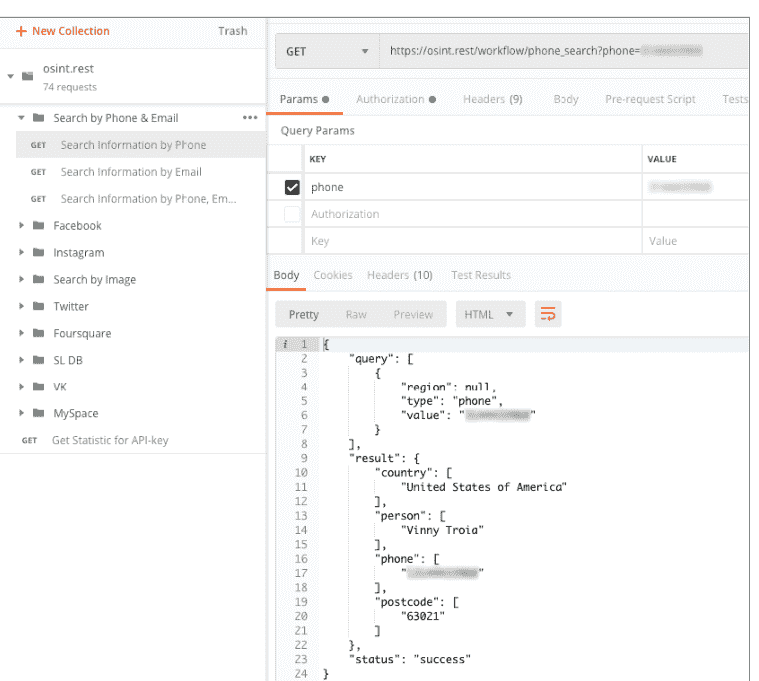 + New Collection
Trash
osint.rest
74 requests
Search by Phone & Email
GET Search Information by Phone
GET Search Information by Email
GET Search Information by Phone, Em...
Facebook
Instagram
Search by Image
Twitter
Foursquare
SL DB
VK
MySpace
GET Get Statistic for API-key
GET
https://osint.rest/workflow/phone_search?phone=
Params Authorization Headers (9) Body Pre-request Script Tests
Query Params
KEY VALUE
phone
Authorization
Key Value
Body Cookies Headers (10) Test Results
Pretty Raw Preview HTML
i 1 {
2 "query": [
3 {
4 "region": null,
5 "type": "phone",
6 "value": " "
7 }
8 ],
9 "result": {
10 "country": [
11 "United States of America"
12 ],
13 "person": [
14 "Vinny Troia"
15 ],
16 "phone": [
17 " "
18 ],
19 "postcode": [
20 "63021"
21 ]
22 },
23 "status": "success"
24 }